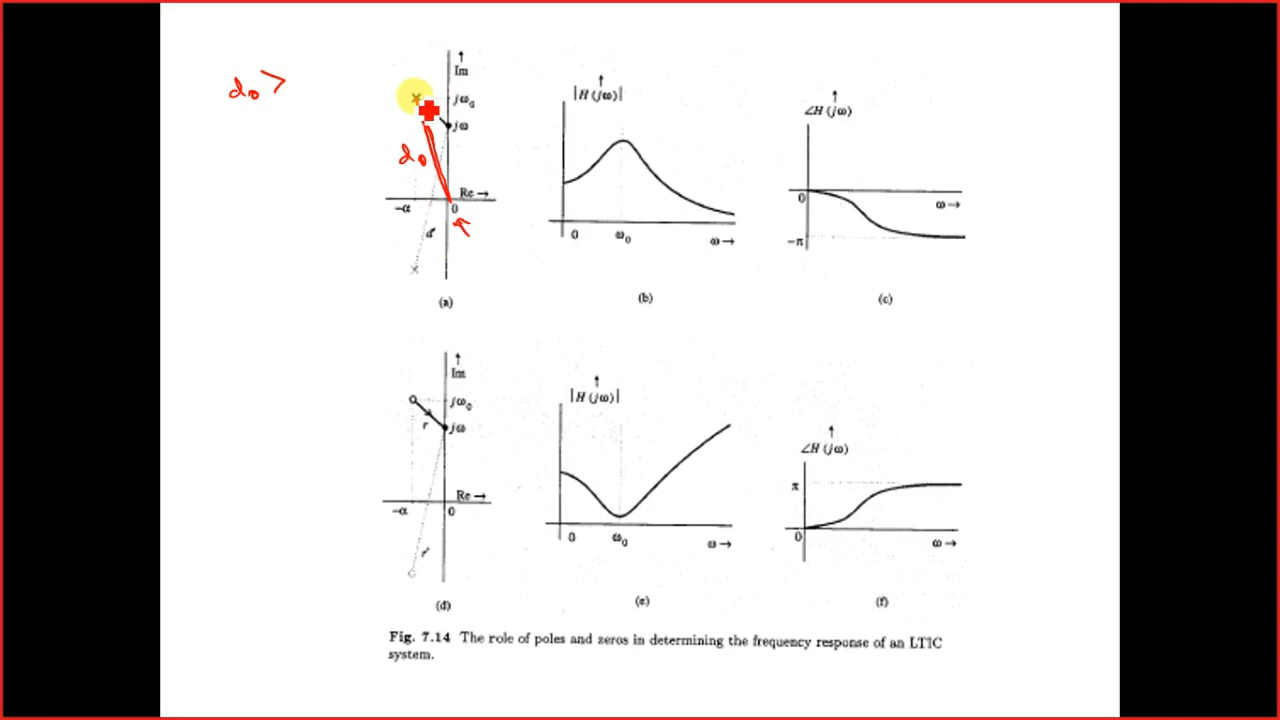 d₀ >
↑
Im
jω₀
jω
d₀
Re →
-α
0
d'
(a)
↑
|H(jω)|
0
ω₀
ω→
(b)
↑
∠H(jω)
0
ω→
-π
(c)
↑
Im
jω₀
r
jω
Re →
-α
0
r'
(d)
↑
|H(jω)|
0
ω₀
ω→
(e)
↑
∠H(jω)
π
0
ω→
(f)
Fig. 7.14 The role of poles and zeros in determining the frequency response of an LTIC
system.